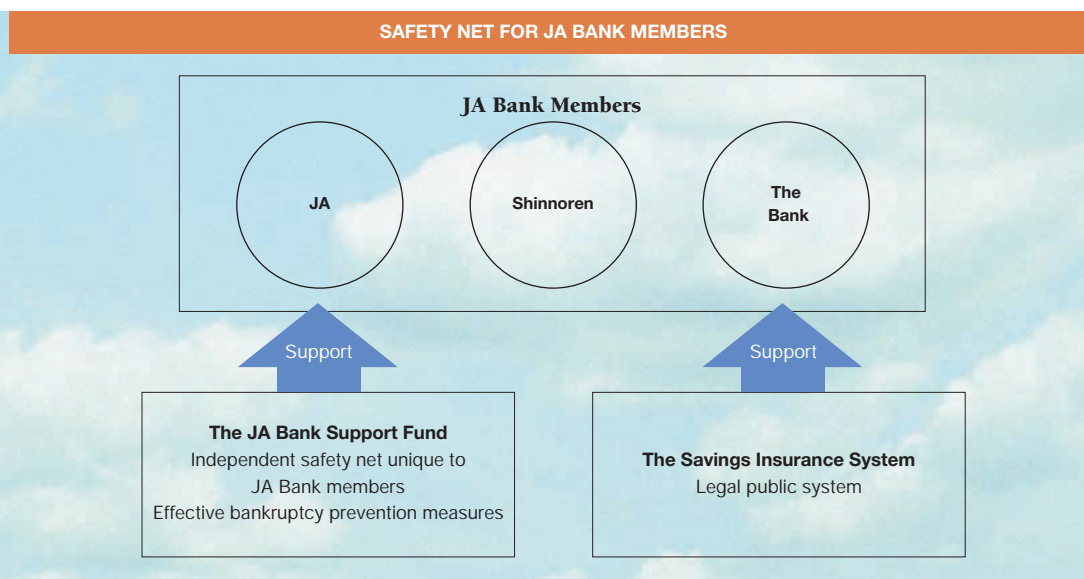 SAFETY NET FOR JA BANK MEMBERS
JA Bank Members
JA
Shinnoren
The
Bank
Support
Support
The JA Bank Support Fund
Independent safety net unique to
JA Bank members
Effective bankruptcy prevention measures
The Savings Insurance System
Legal public system